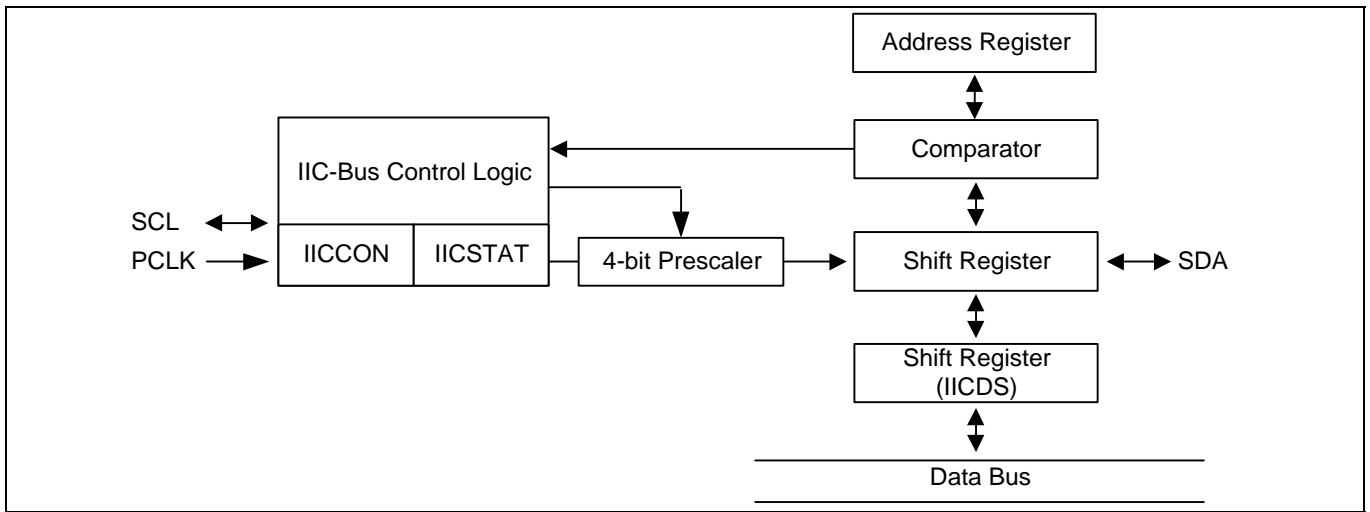 Address Register
Comparator
IIC-Bus Control Logic
SCL
PCLK
IICCON
IICSTAT
4-bit Prescaler
Shift Register
SDA
Shift Register
(IICDS)
Data Bus